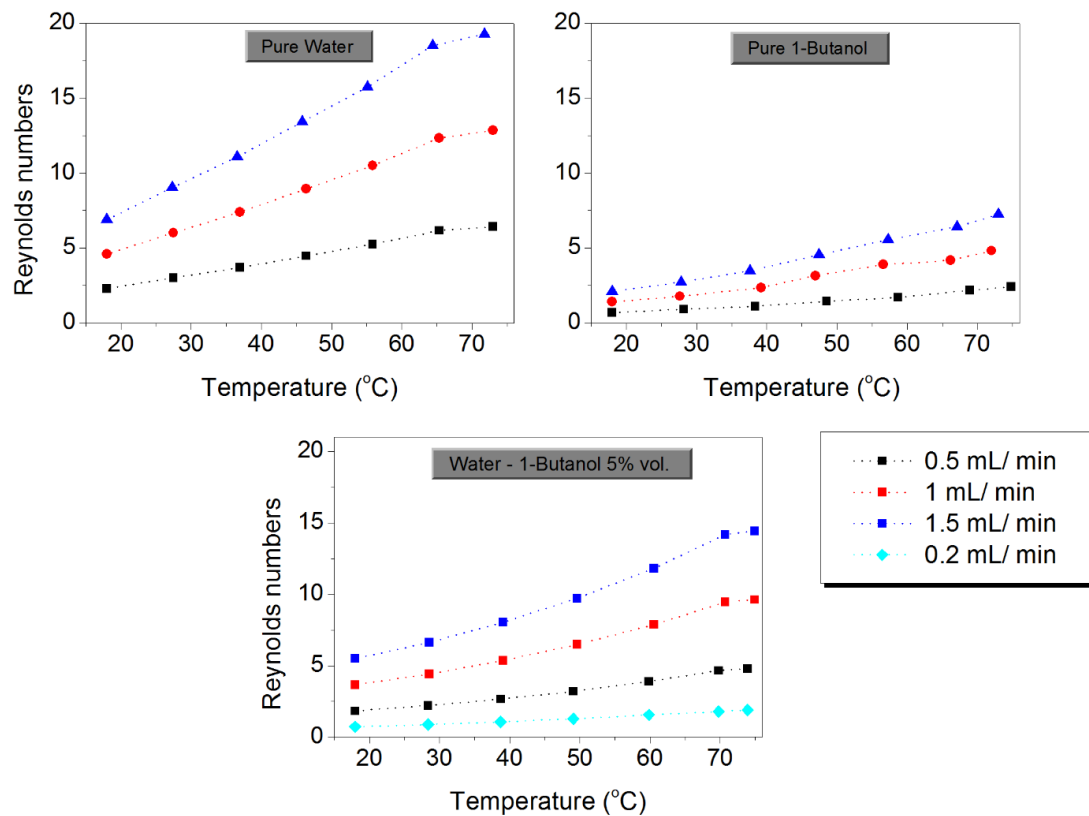 Pure Water
Reynolds numbers
20
15
10
5
0
20 30 40 50 60 70
Temperature (°C)
Pure 1-Butanol
20
15
10
5
0
20 30 40 50 60 70
Temperature (°C)
Water - 1-Butanol 5% vol.
Reynolds numbers
20
15
10
5
0
20 30 40 50 60 70
Temperature (°C)
0.5 mL/ min
1 mL/ min
1.5 mL/ min
0.2 mL/ min